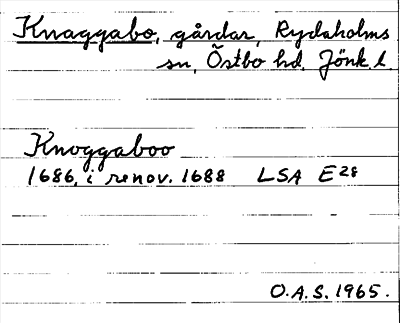 Knaggabo, gårdar, Rydaholms
sn, Östbo hd, Jönk l.
Knoggaboo
1686, i renov. 1688 LSA E28
O.A.S. 1965.